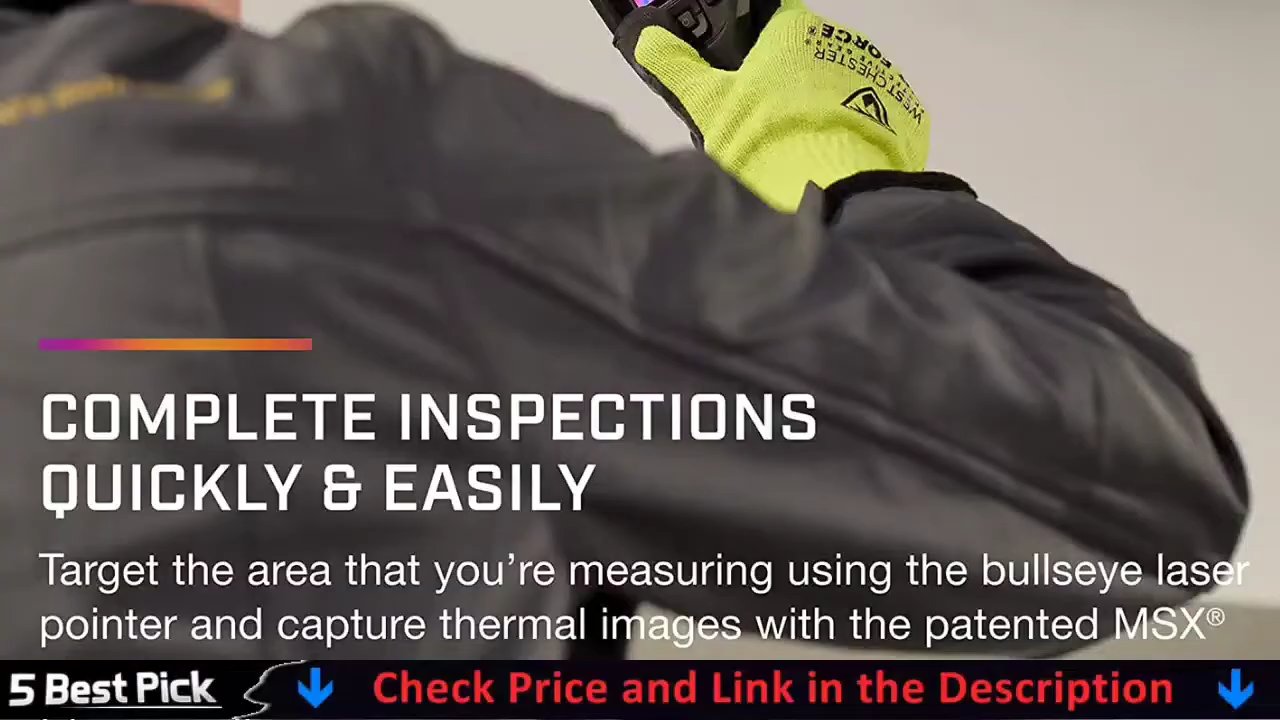 FORCE
GEAR
WESTCHESTER
COMPLETE INSPECTIONS
QUICKLY & EASILY
Target the area that you’re measuring using the bullseye laser
pointer and capture thermal images with the patented MSX®
5 Best Pick
Check Price and Link in the Description